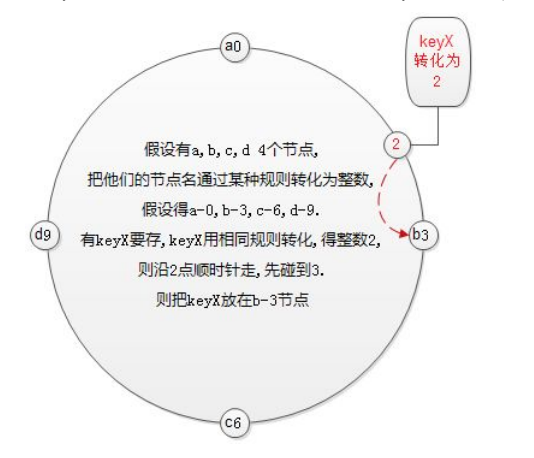 a0
keyX
转化为
2
2
假设有a,b,c,d 4个节点,
把他们的节点名通过某种规则转化为整数,
假设得a-0,b-3,c-6,d-9.
d9
有keyX要存,keyX用相同规则转化,得整数2,
b3
则沿2点顺时针走,先碰到3.
则把keyX放在b-3节点
c6